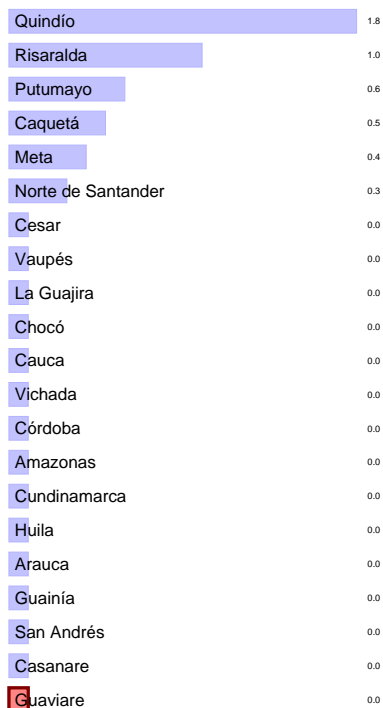 Quindío 1.8
Risaralda 1.0
Putumayo 0.6
Caquetá 0.5
Meta 0.4
Norte de Santander 0.3
Cesar 0.0
Vaupés 0.0
La Guajira 0.0
Chocó 0.0
Cauca 0.0
Vichada 0.0
Córdoba 0.0
Amazonas 0.0
Cundinamarca 0.0
Huila 0.0
Arauca 0.0
Guainía 0.0
San Andrés 0.0
Casanare 0.0
Guaviare 0.0